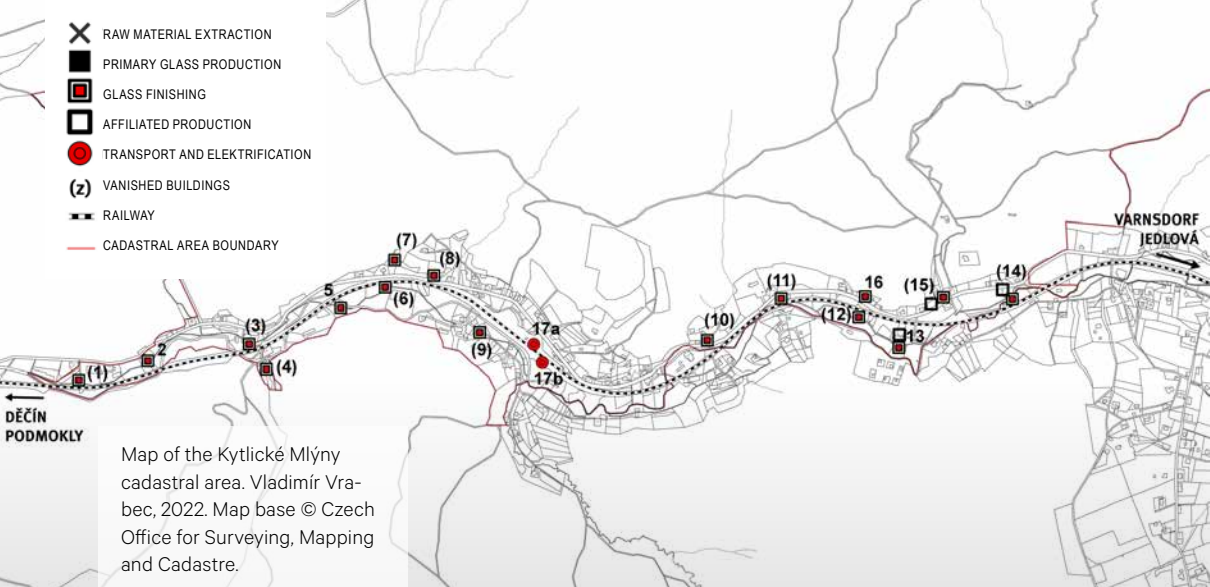 RAW MATERIAL EXTRACTION
PRIMARY GLASS PRODUCTION
GLASS FINISHING
AFFILIATED PRODUCTION
TRANSPORT AND ELEKTRIFICATION
(z) VANISHED BUILDINGS
RAILWAY
CADASTRAL AREA BOUNDARY
VARNSDORF
JEDLOVÁ
(7)
(8)
(6)
5
(3)
2
(1)
(4)
(9)
17a
17b
(10)
(11)
16
(12)
13
(15)
(14)
DĚČÍN
PODMOKLY
Map of the Kytlické Mlýny
cadastral area. Vladimír Vra-
bec, 2022. Map base © Czech
Office for Surveying, Mapping
and Cadastre.